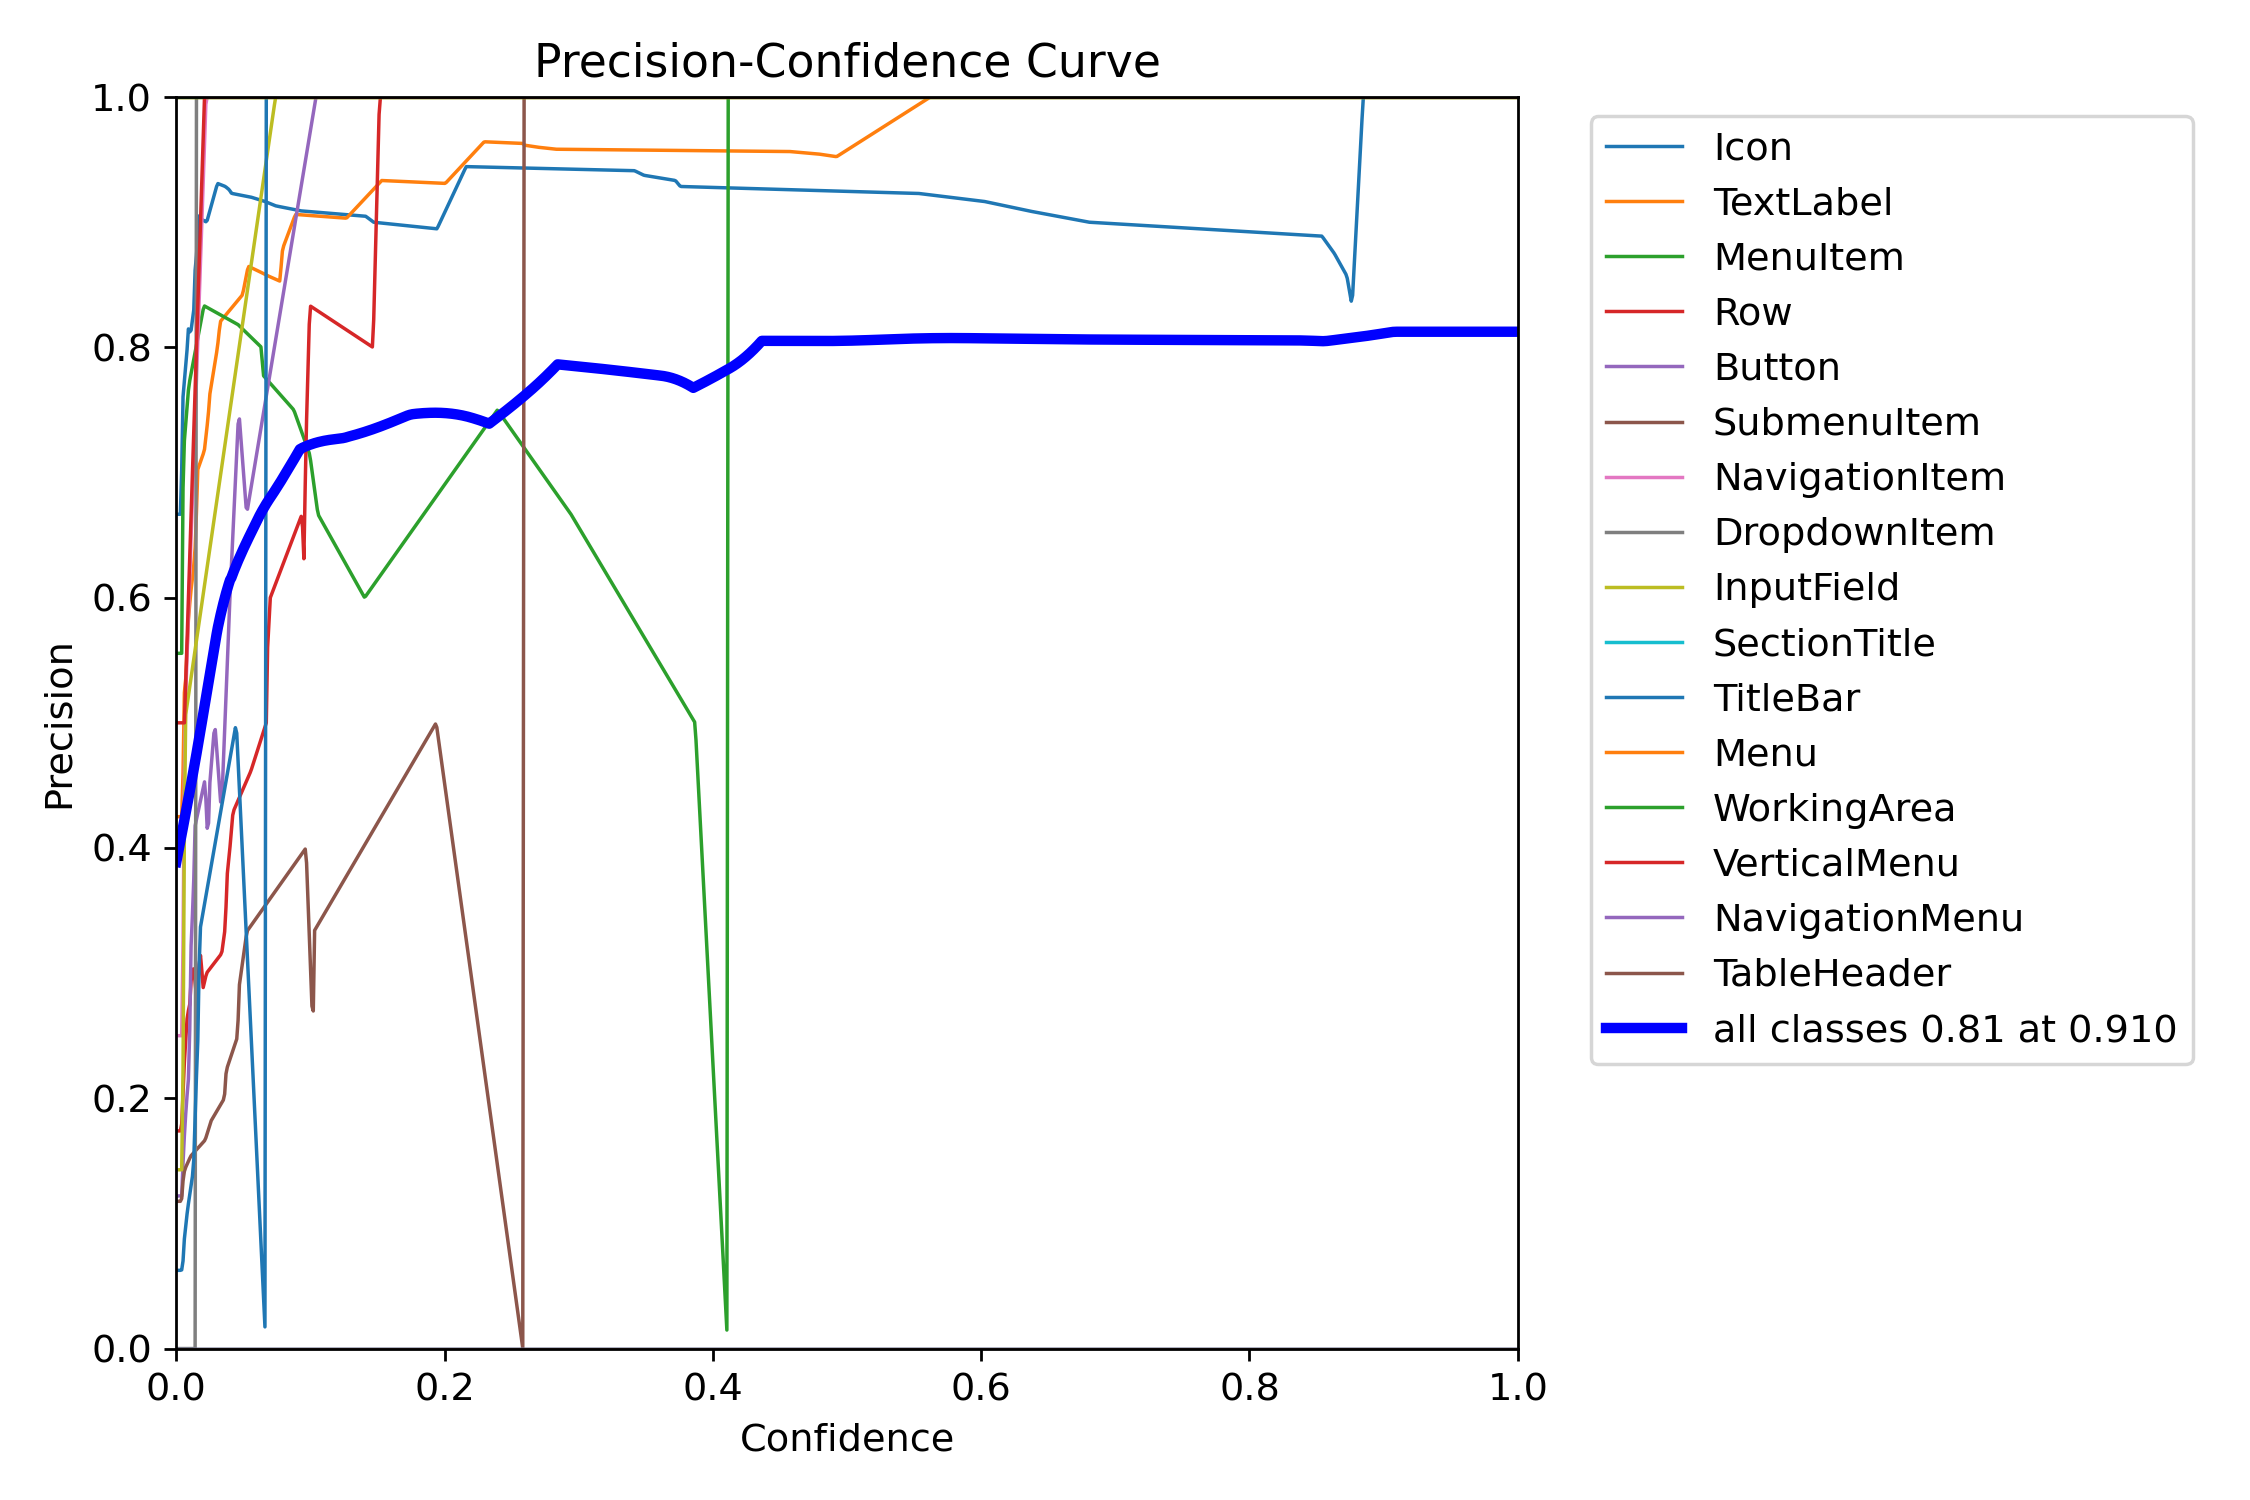 Precision-Confidence Curve
1.0
0.8
0.6
0.4
0.2
0.0
Precision
0.0 0.2 0.4 0.6 0.8 1.0
Confidence
Icon
TextLabel
MenuItem
Row
Button
SubmenuItem
NavigationItem
DropdownItem
InputField
SectionTitle
TitleBar
Menu
WorkingArea
VerticalMenu
NavigationMenu
TableHeader
all classes 0.81 at 0.910